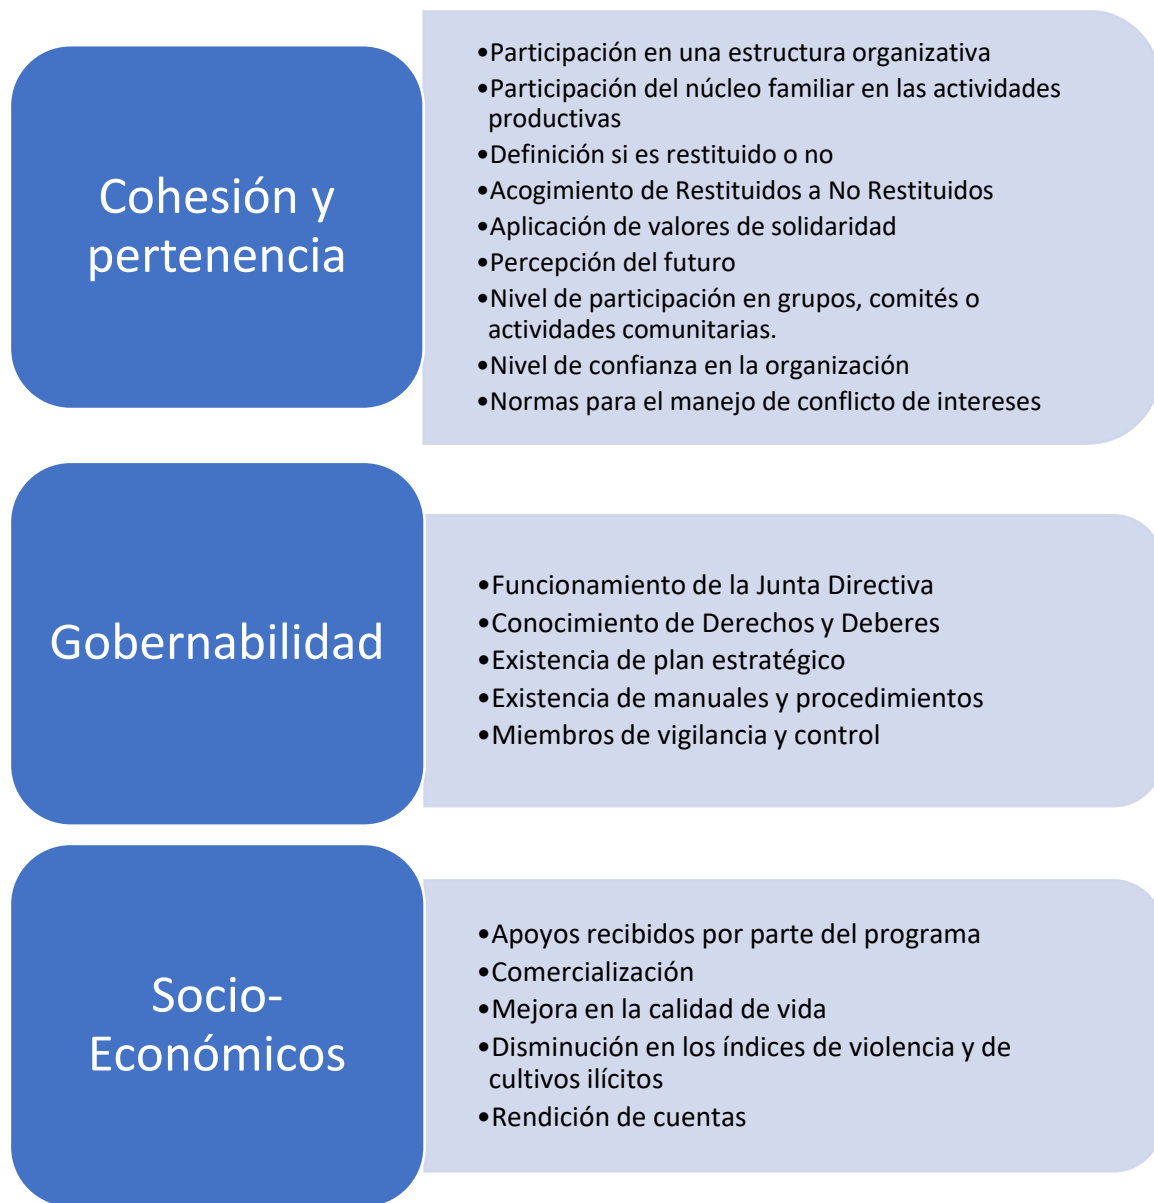 Cohesión y
pertenencia
•Participación en una estructura organizativa
•Participación del núcleo familiar en las actividades
productivas
•Definición si es restituido o no
•Acogimiento de Restituidos a No Restituidos
•Aplicación de valores de solidaridad
•Percepción del futuro
•Nivel de participación en grupos, comités o
actividades comunitarias.
•Nivel de confianza en la organización
•Normas para el manejo de conflicto de intereses
Gobernabilidad
•Funcionamiento de la Junta Directiva
•Conocimiento de Derechos y Deberes
•Existencia de plan estratégico
•Existencia de manuales y procedimientos
•Miembros de vigilancia y control
Socio-
Económicos
•Apoyos recibidos por parte del programa
•Comercialización
•Mejora en la calidad de vida
•Disminución en los índices de violencia y de
cultivos ilícitos
•Rendición de cuentas